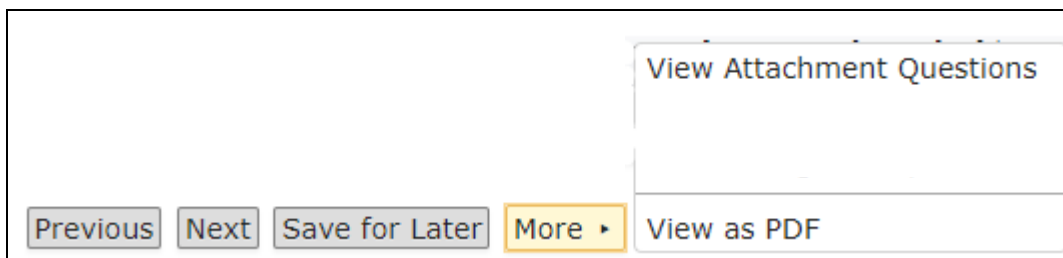 View Attachment Questions
Previous Next Save for Later More ▸ View as PDF